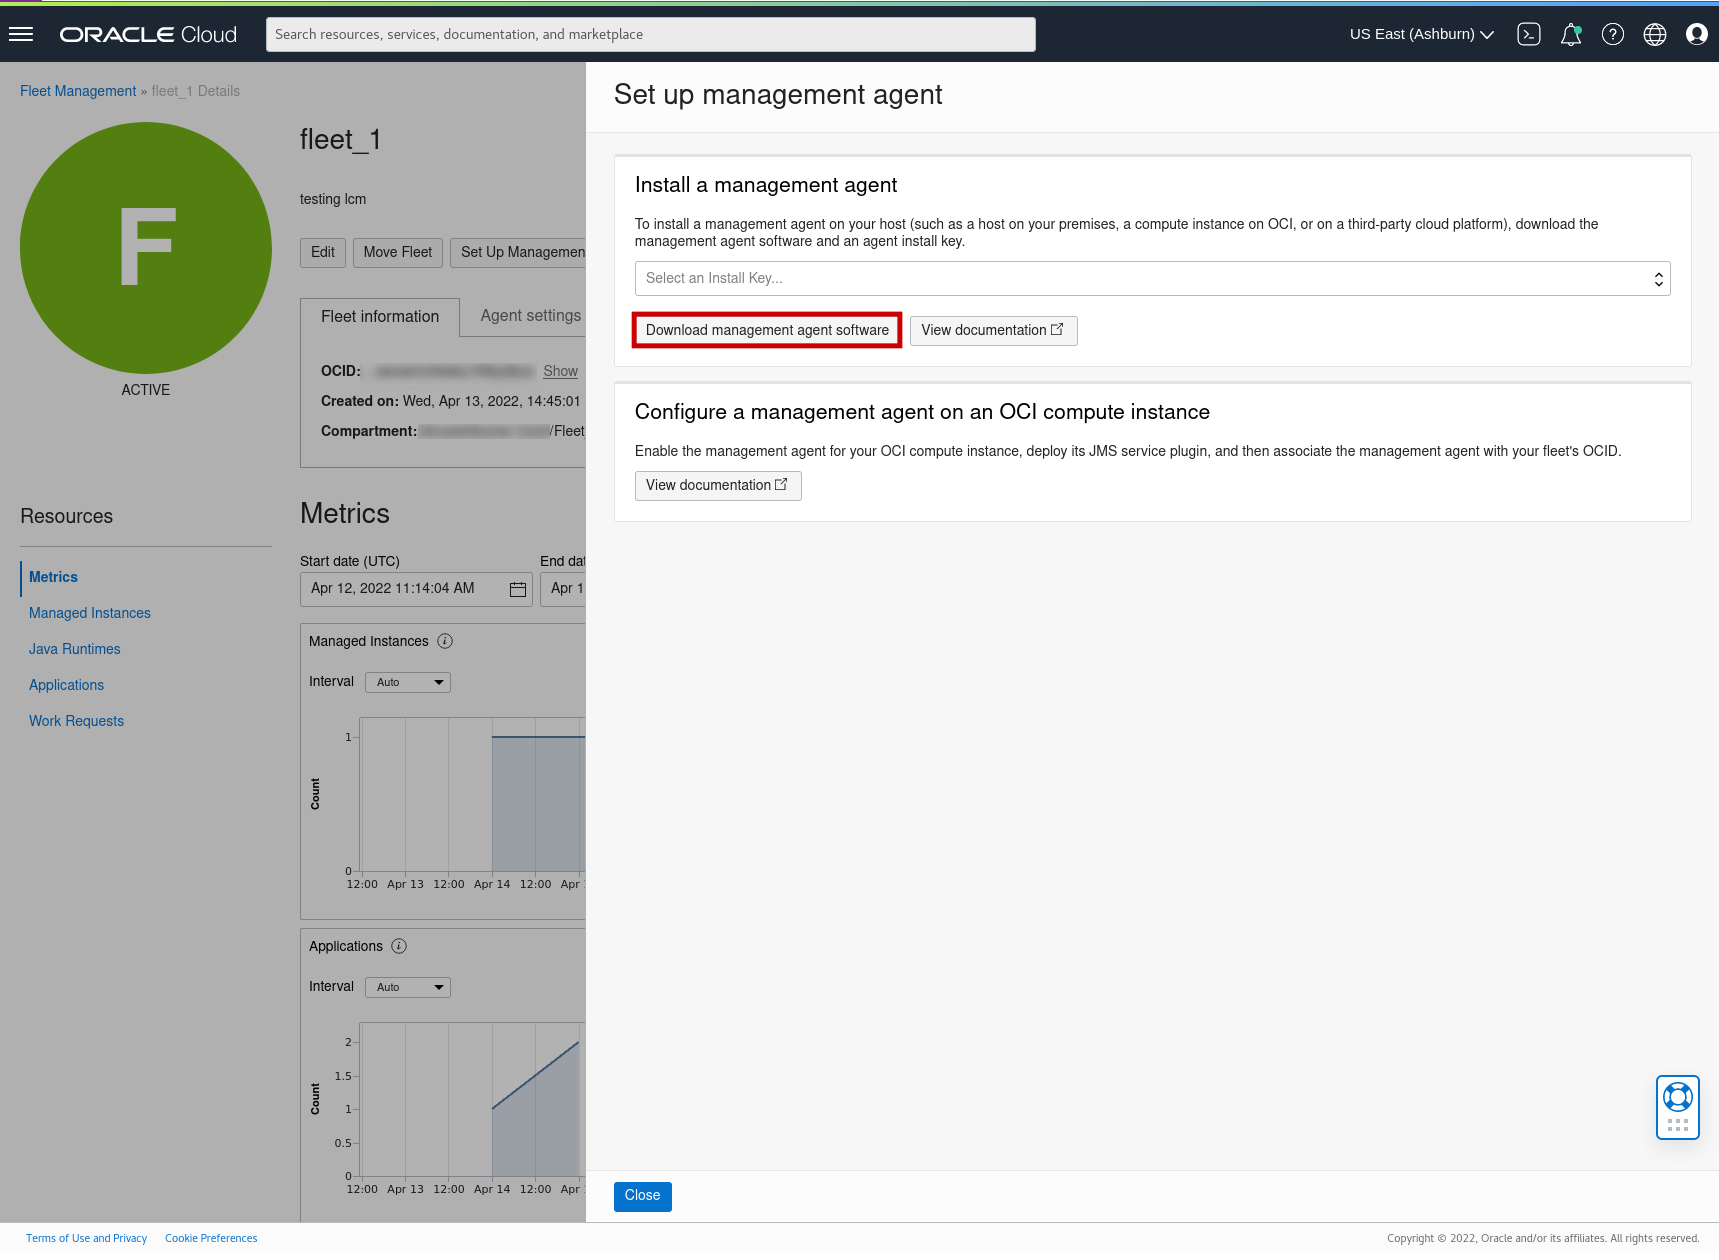 ORACLE Cloud
Search resources, services, documentation, and marketplace
US East (Ashburn)
Fleet Management » fleet_1 Details
F
ACTIVE
fleet_1
testing lcm
Edit
Move Fleet
Set Up Managemen
Fleet information
Agent settings
OCID:
Show
Created on: Wed, Apr 13, 2022, 14:45:01
Compartment: /Fleet
Resources
Metrics
Managed Instances
Java Runtimes
Applications
Work Requests
Metrics
Start date (UTC)
End dat
Apr 12, 2022 11:14:04 AM
Apr 1
Managed Instances
Interval
Auto
1
Count
0
12:00 Apr 13 12:00 Apr 14 12:00 Apr
Applications
Interval
Auto
2
1.5
Count
1
0.5
0
12:00 Apr 13 12:00 Apr 14 12:00 Apr
Set up management agent
Install a management agent
To install a management agent on your host (such as a host on your premises, a compute instance on OCI, or on a third-party cloud platform), download the
management agent software and an agent install key.
Select an Install Key...
Download management agent software
View documentation
Configure a management agent on an OCI compute instance
Enable the management agent for your OCI compute instance, deploy its JMS service plugin, and then associate the management agent with your fleet's OCID.
View documentation
Close
Terms of Use and Privacy
Cookie Preferences
Copyright © 2022, Oracle and/or its affiliates. All rights reserved.